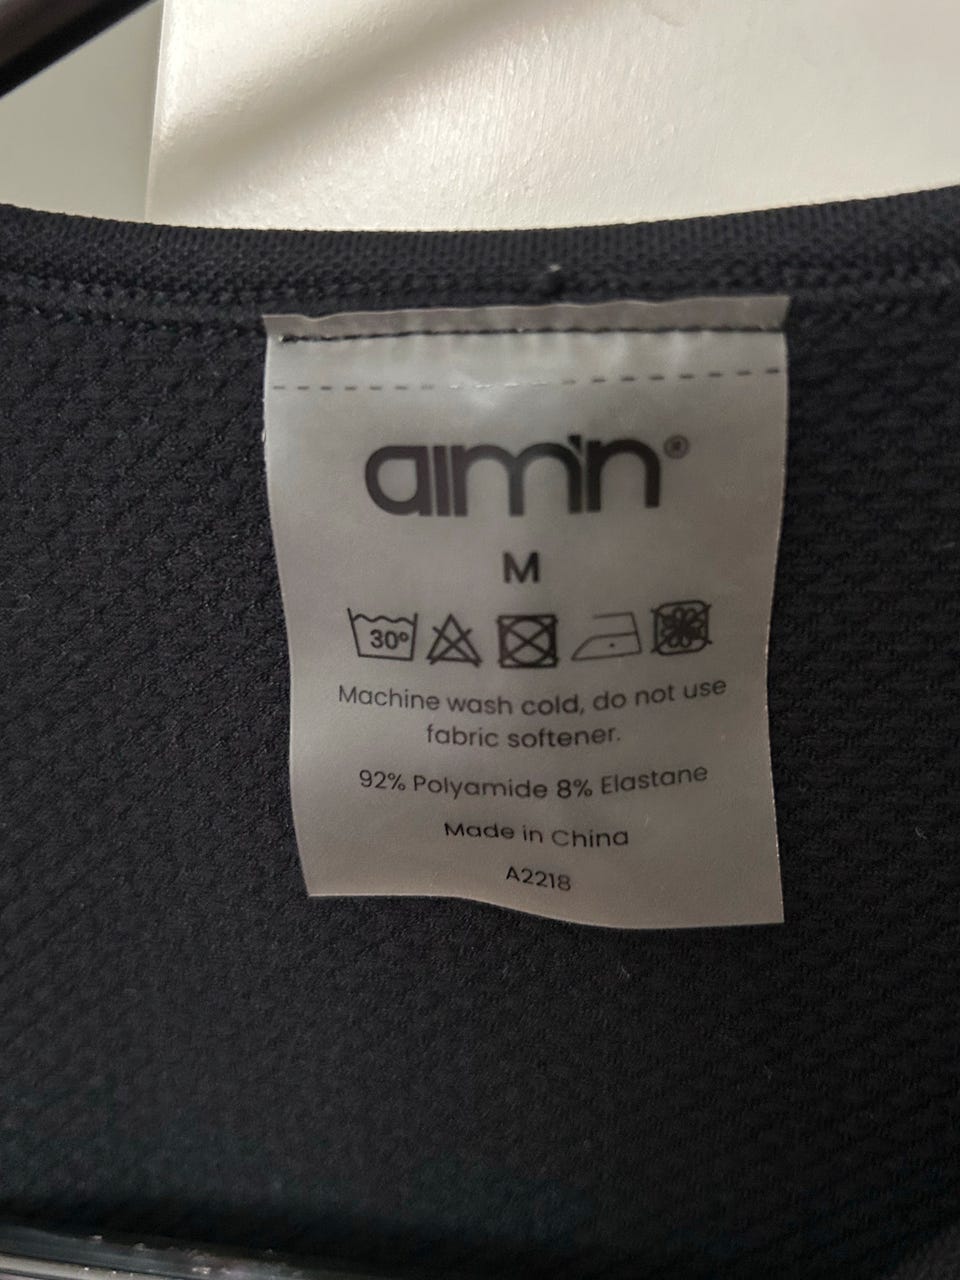 aim'n®
M
30°
Machine wash cold, do not use
fabric softener.
92% Polyamide 8% Elastane
Made in China
A2218